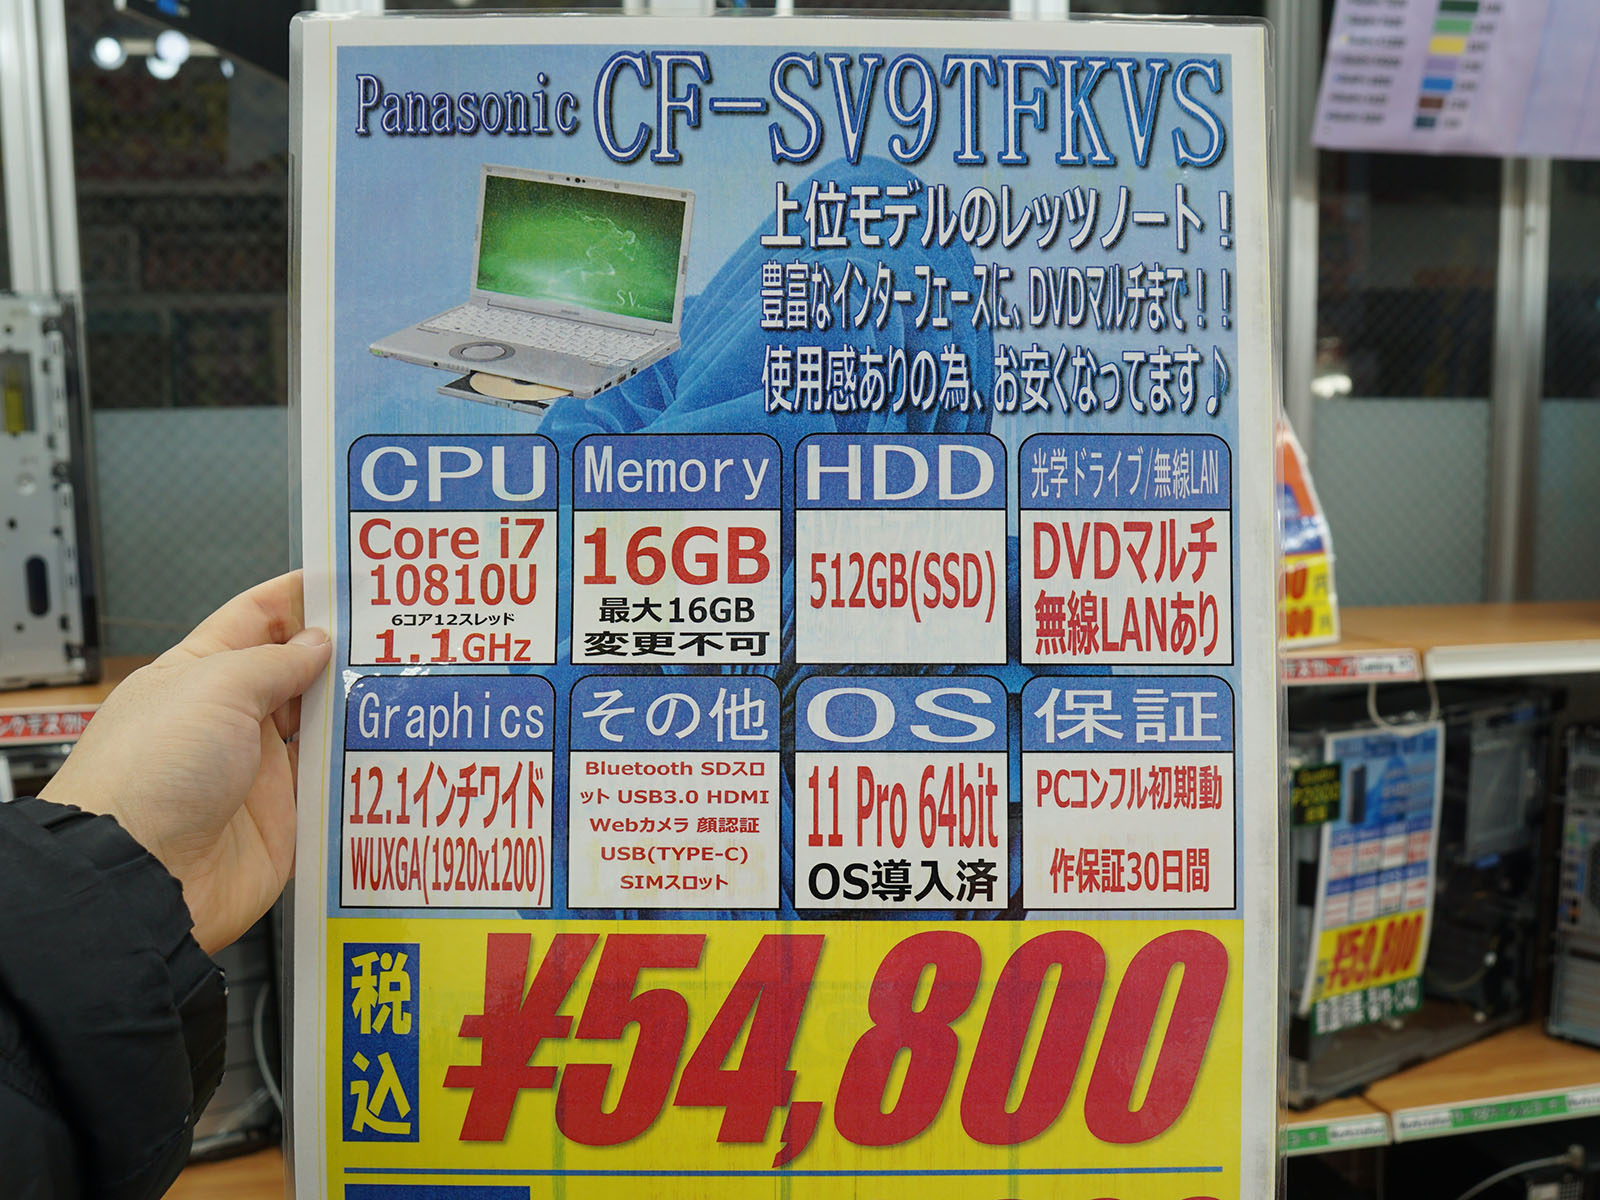 Panasonic CF-SV9TFKVS
上位モデルのレッツノート！
豊富なインターフェースに、DVDマルチまで！！
使用感ありの為、お安くなってます♪
SV
CPU
Core i7
10810U
6コア12スレッド
1.1GHz
Memory
16GB
最大16GB
変更不可
HDD
512GB(SSD)
光学ドライブ/無線LAN
DVDマルチ
無線LANあり
Graphics
12.1インチワイド
WUXGA(1920x1200)
その他
Bluetooth SDスロ
ット USB3.0 HDMI
Webカメラ 顔認証
USB(TYPE-C)
SIMスロット
OS
11 Pro 64bit
OS導入済
保証
PCコンフル初期動
作保証30日間
税込
¥54,800
¥59,800